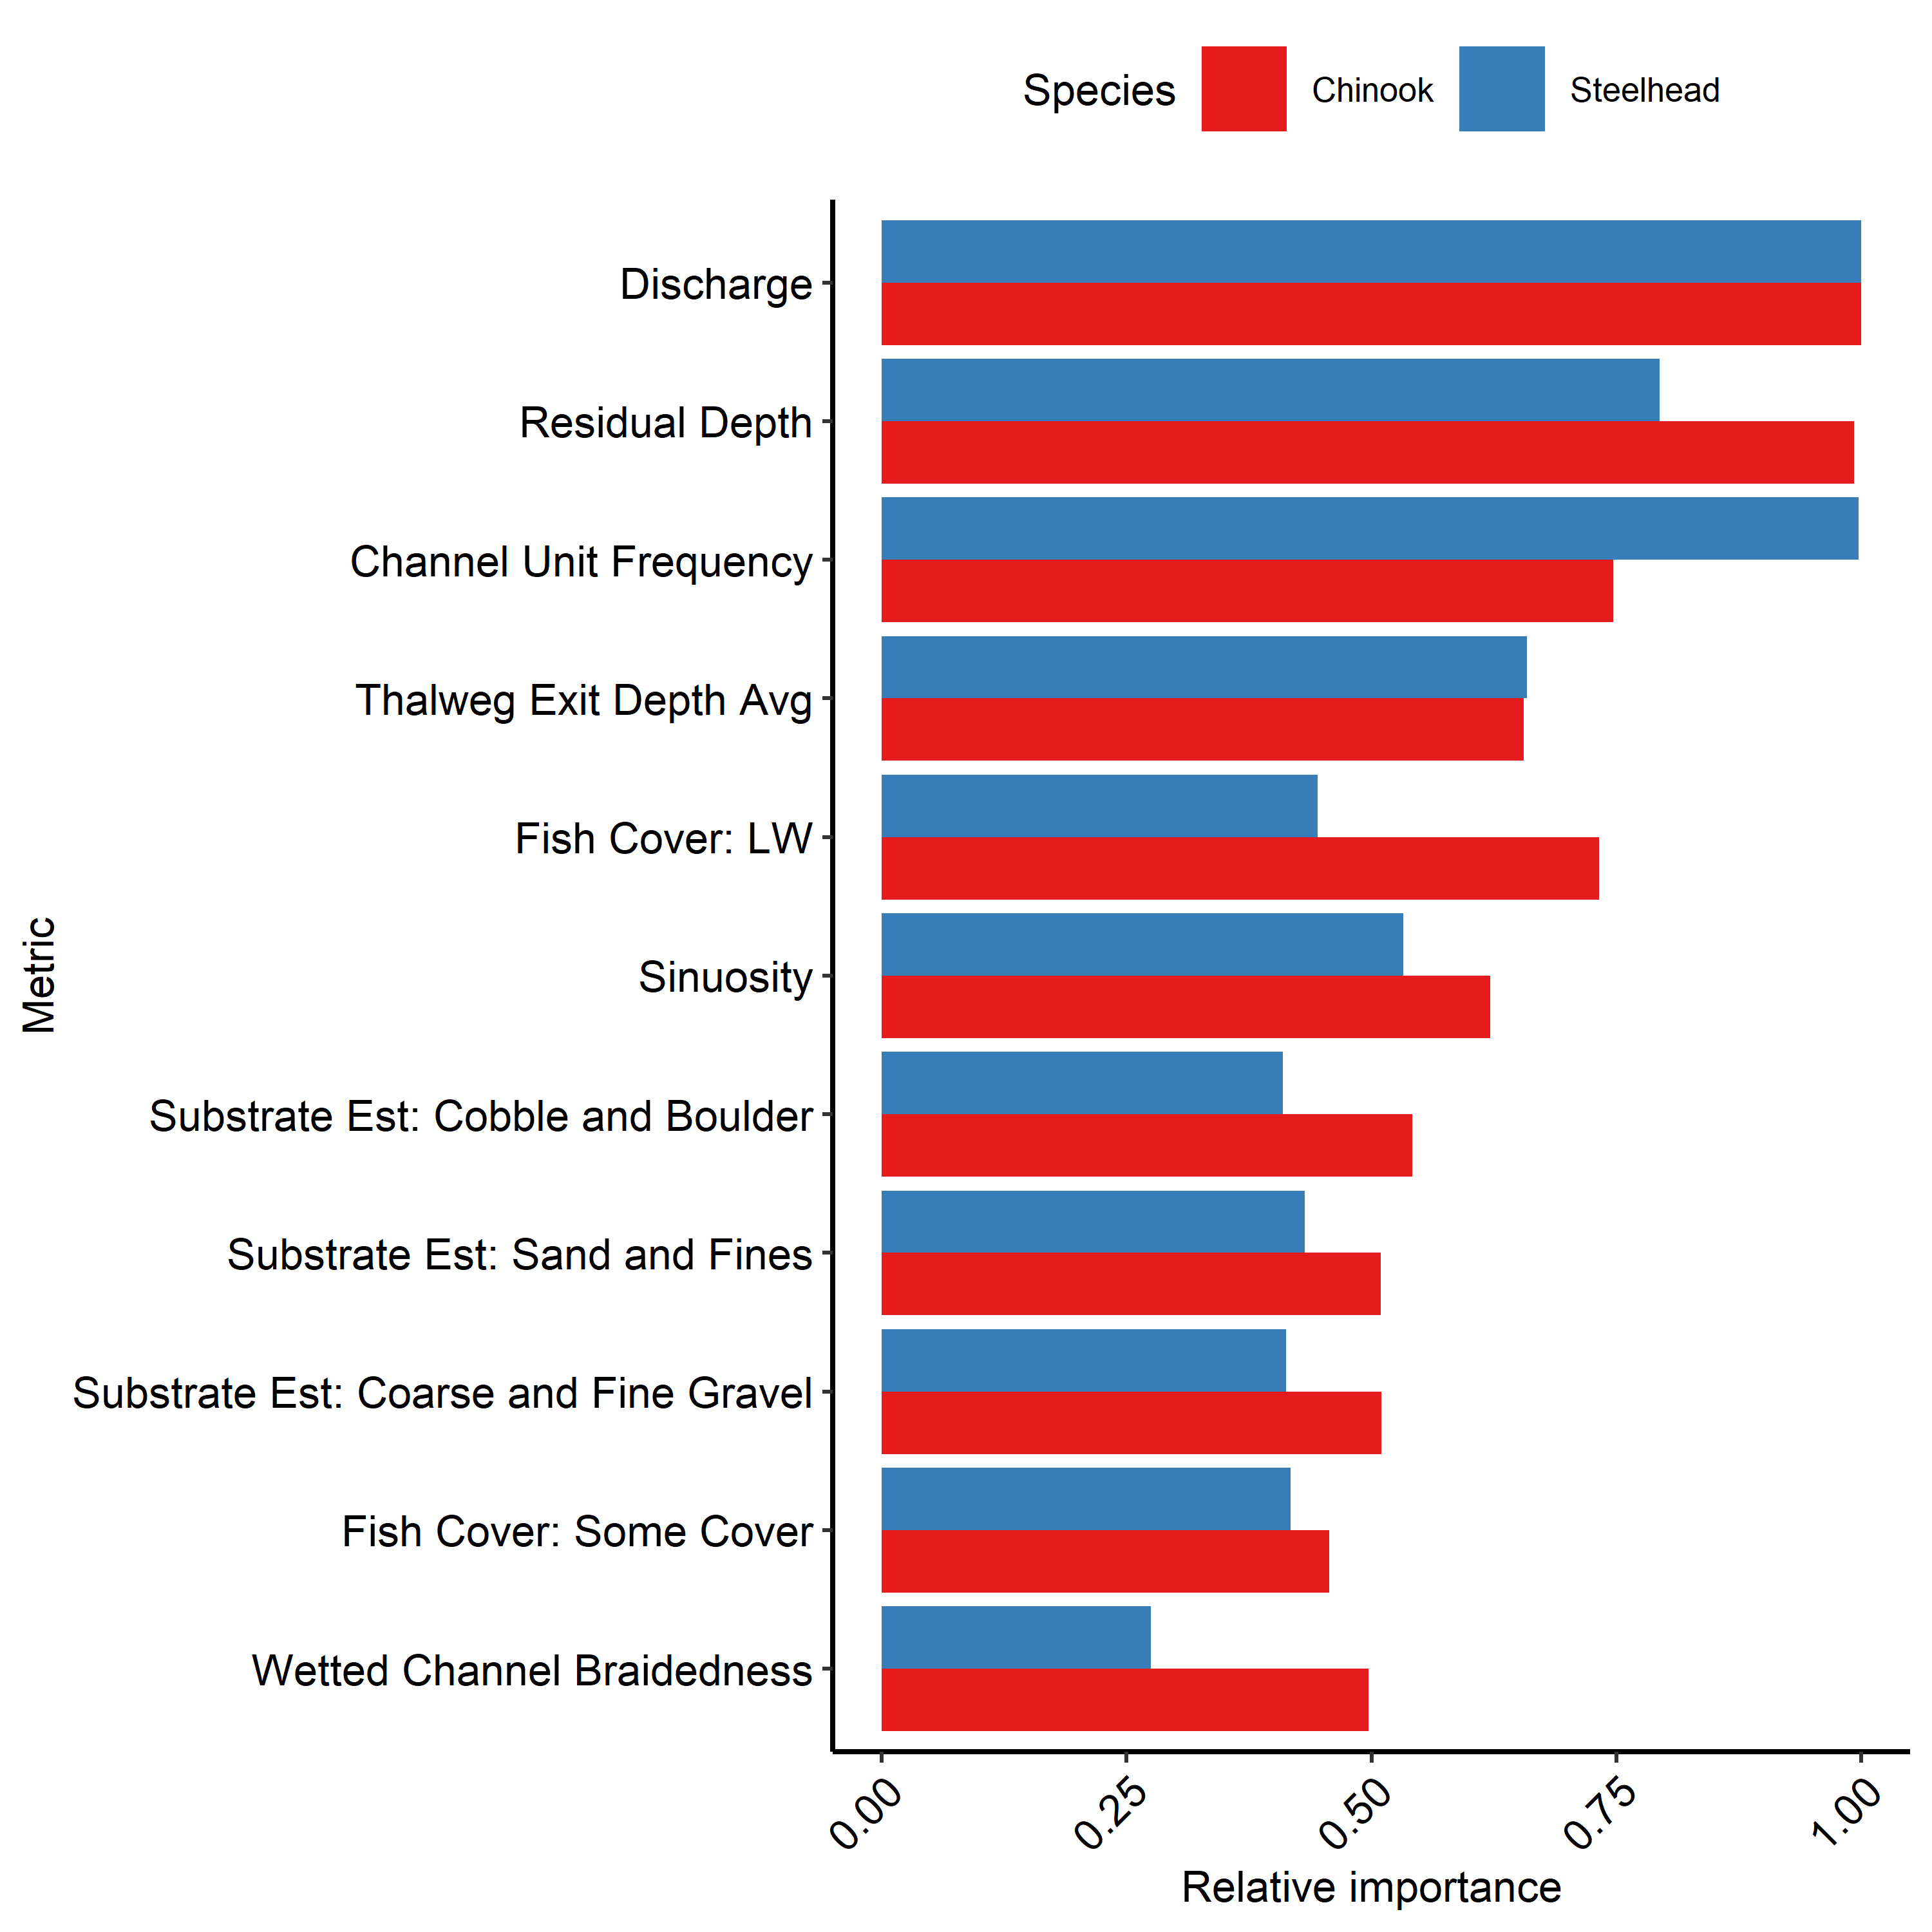 Species Chinook Steelhead
Discharge
Residual Depth
Channel Unit Frequency
Thalweg Exit Depth Avg
Fish Cover: LW
Sinuosity
Substrate Est: Cobble and Boulder
Substrate Est: Sand and Fines
Substrate Est: Coarse and Fine Gravel
Fish Cover: Some Cover
Wetted Channel Braidedness
Metric
0.00 0.25 0.50 0.75 1.00
Relative importance